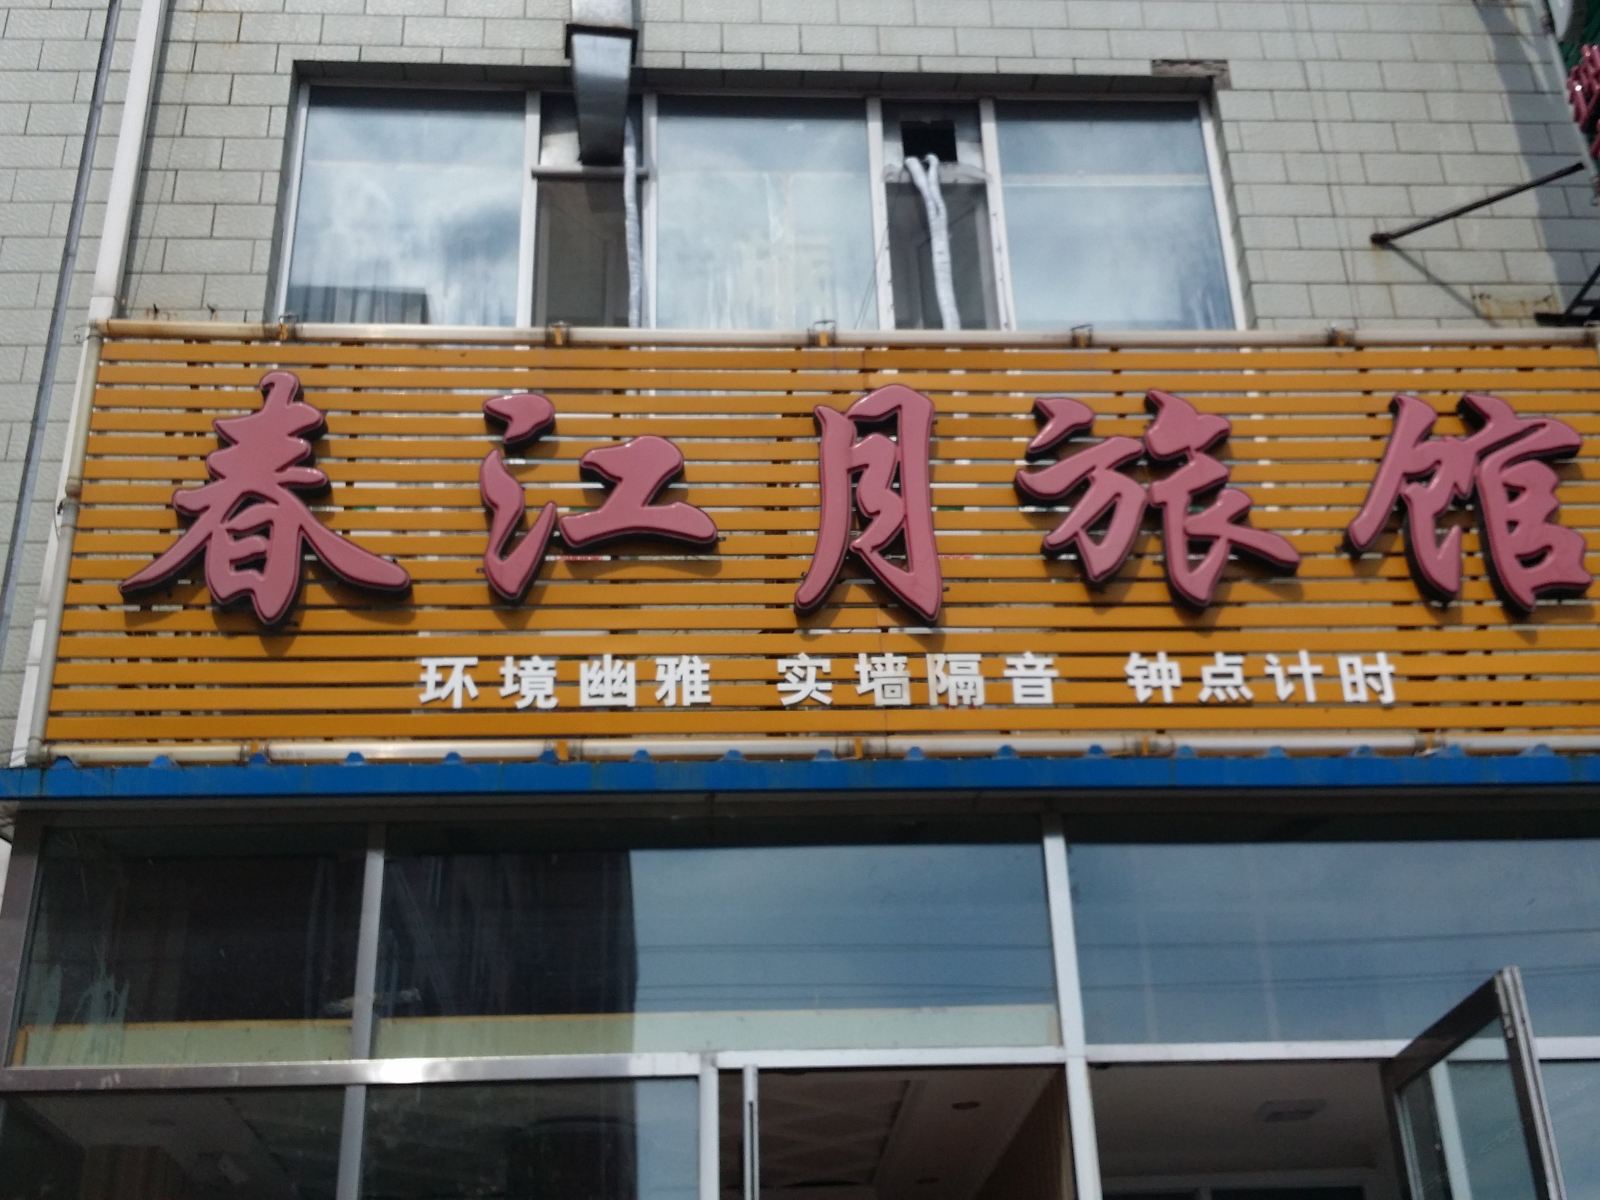 春江月旅馆
环境幽雅 实墙隔音 钟点计时